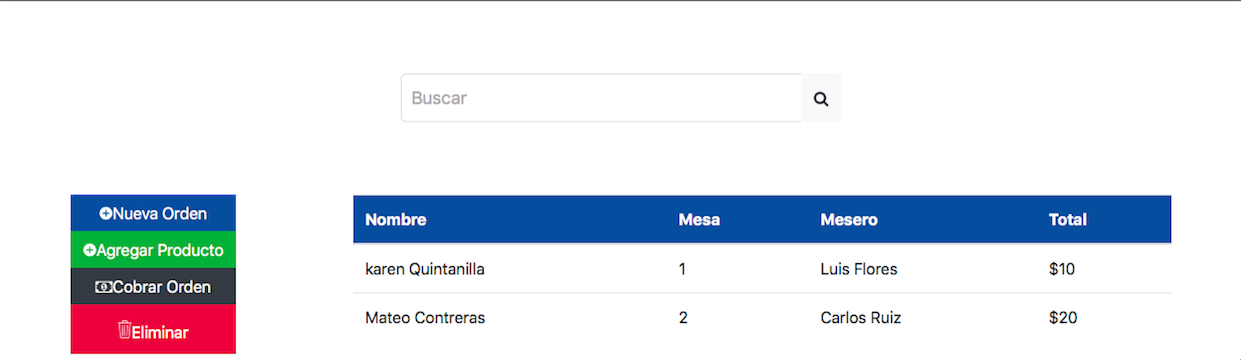 Buscar
Nueva Orden
Agregar Producto
Cobrar Orden
Eliminar
Nombre Mesa Mesero Total
karen Quintanilla 1 Luis Flores $10
Mateo Contreras 2 Carlos Ruiz $20